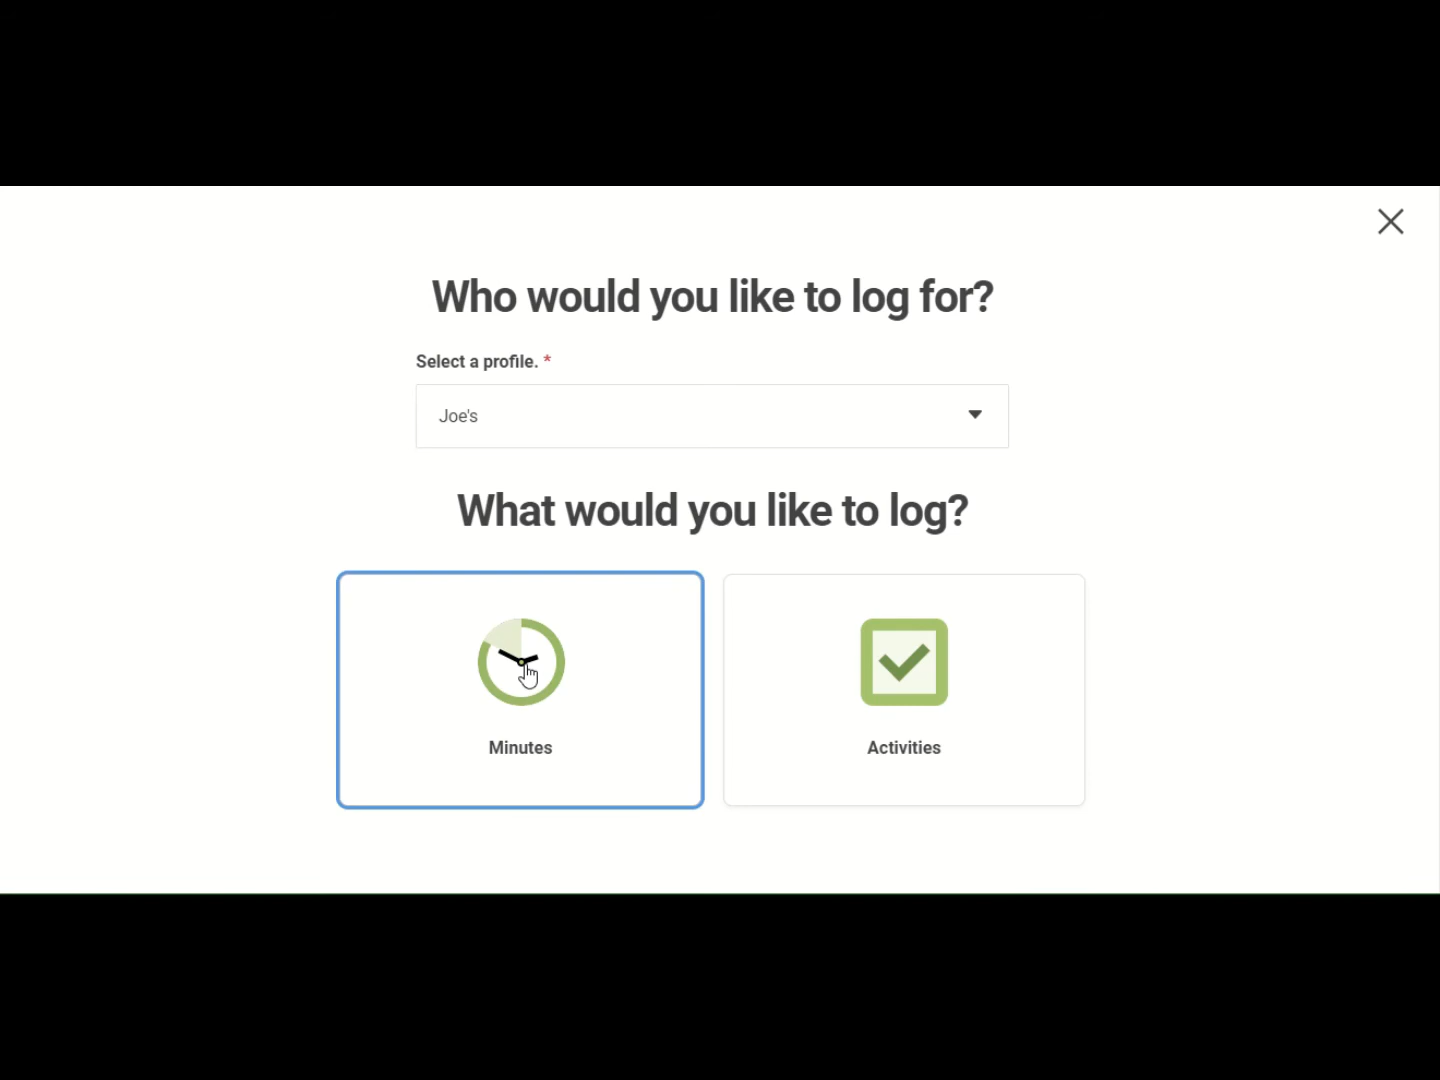 Who would you like to log for?
Select a profile. *
Joe's
What would you like to log?
Minutes
Activities